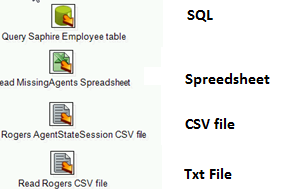 SQL
Query Saphire Employee table
ead MissingAgents Spreadsheet
Spreedsheet
CSV file
Rogers AgentStateSession CSV file
Txt File
Read Rogers CSV file